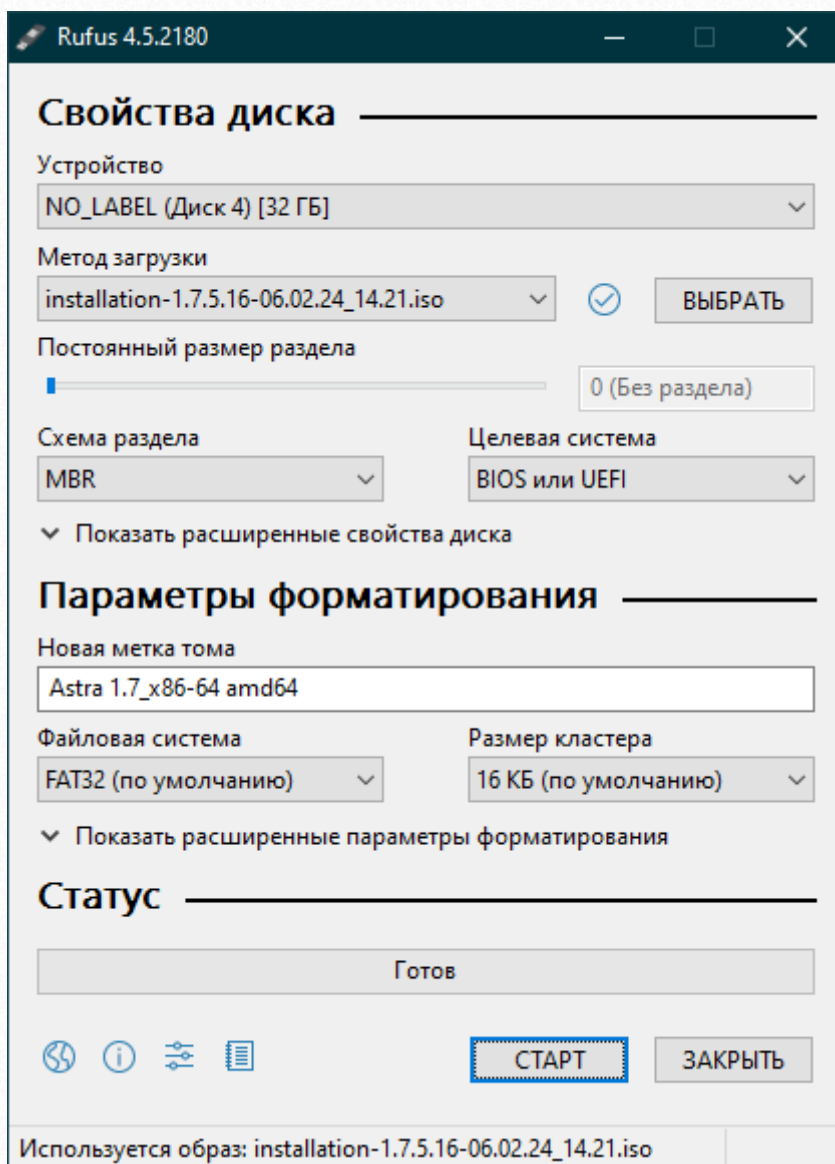 Rufus 4.5.2180
Свойства диска
Устройство
NO_LABEL (Диск 4) [32 ГБ]
Метод загрузки
installation-1.7.5.16-06.02.24_14.21.iso
ВЫБРАТЬ
Постоянный размер раздела
0 (Без раздела)
Схема раздела
Целевая система
MBR
BIOS или UEFI
Показать расширенные свойства диска
Параметры форматирования
Новая метка тома
Astra 1.7_x86-64 amd64
Файловая система
Размер кластера
FAT32 (по умолчанию)
16 КБ (по умолчанию)
Показать расширенные параметры форматирования
Статус
Готов
СТАРТ
ЗАКРЫТЬ
Используется образ: installation-1.7.5.16-06.02.24_14.21.iso